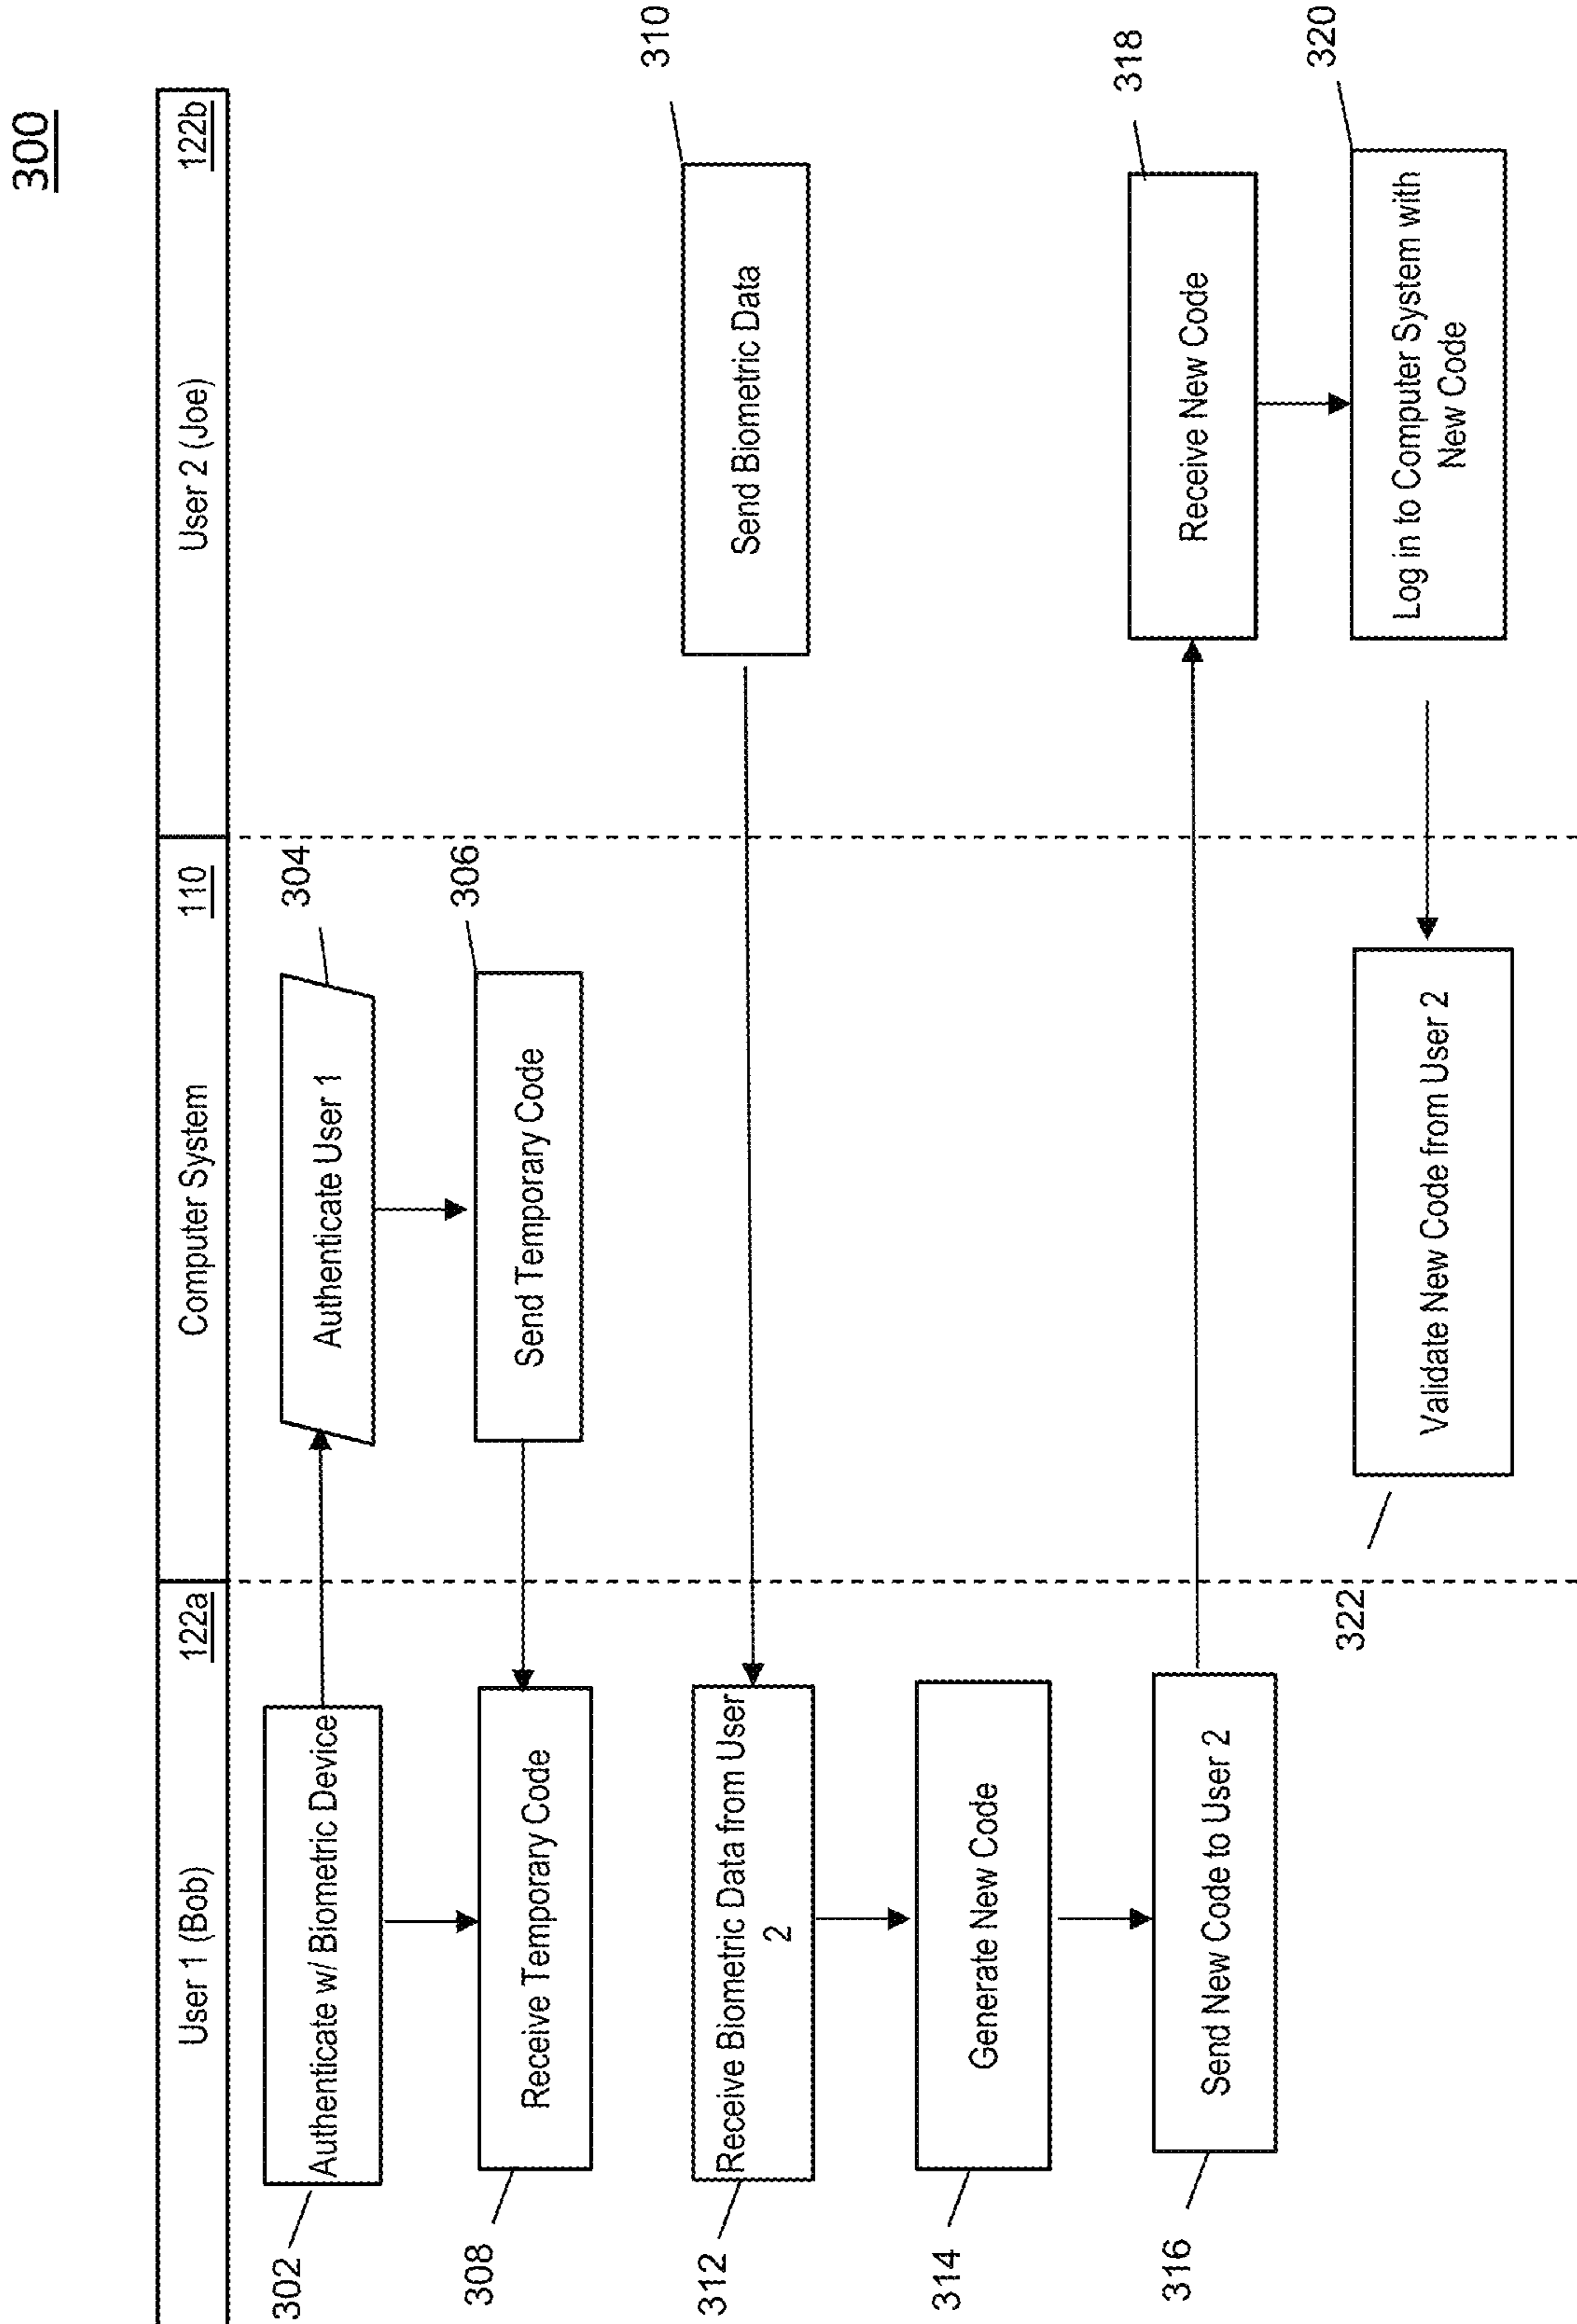 300
User 1 (Bob)
122a
Computer System
110
User 2 (Joe)
122b
302
Authenticate w/ Biometric Device
Authenticate User 1
304
308
Receive Temporary Code
Send Temporary Code
306
312
Receive Biometric Data from User
2
Send Biometric Data
310
314
Generate New Code
316
Send New Code to User 2
Receive New Code
318
322
Validate New Code from User 2
Log in to Computer System with
New Code
320